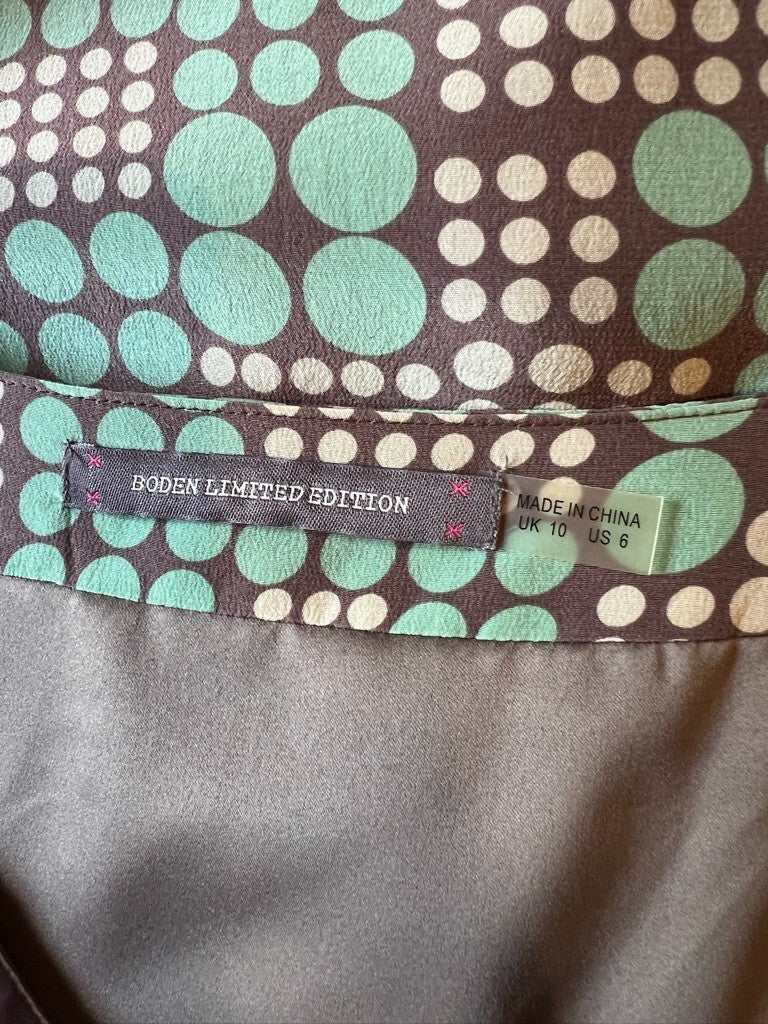 BODEN LIMITED EDITION
MADE IN CHINA
UK 10 US 6